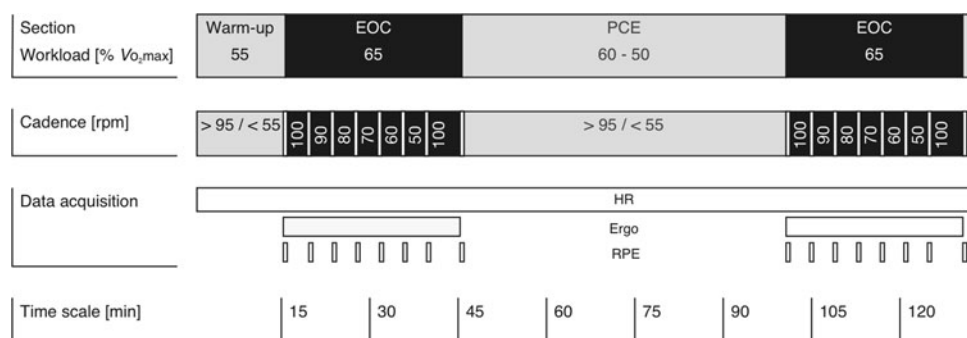 Section Warm-up EOC PCE EOC
Workload [% VO₂max] 55 65 60 - 50 65
Cadence [rpm] > 95 / < 55 100 90 80 70 60 50 100 > 95 / < 55 100 90 80 70 60 50 100
Data acquisition HR
Ergo
RPE
Time scale [min] 15 30 45 60 75 90 105 120